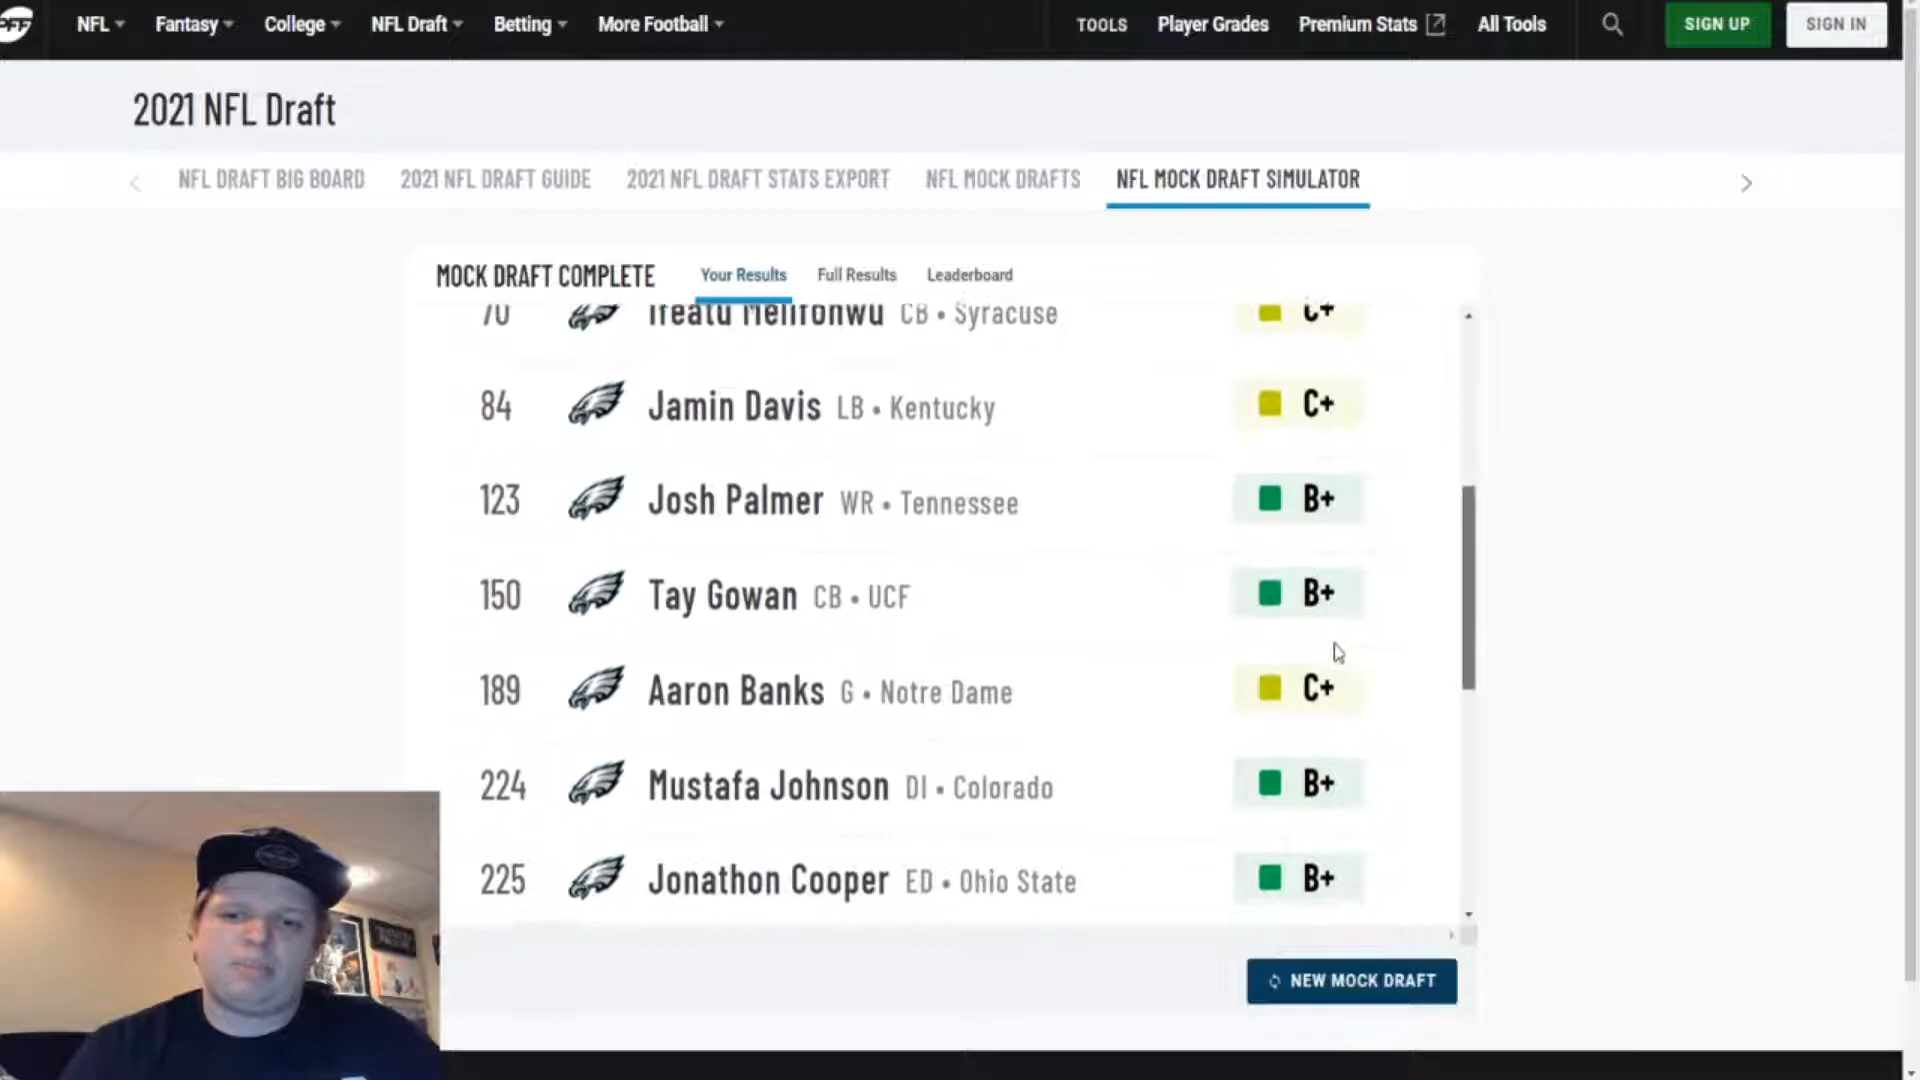 PFF NFL Fantasy College NFL Draft Betting More Football TOOLS Player Grades Premium Stats All Tools SIGN UP SIGN IN
2021 NFL Draft
NFL DRAFT BIG BOARD 2021 NFL DRAFT GUIDE 2021 NFL DRAFT STATS EXPORT NFL MOCK DRAFTS NFL MOCK DRAFT SIMULATOR
MOCK DRAFT COMPLETE Your Results Full Results Leaderboard
70 Ifeatu Melifonwu CB • Syracuse C+
84 Jamin Davis LB • Kentucky C+
123 Josh Palmer WR • Tennessee B+
150 Tay Gowan CB • UCF B+
189 Aaron Banks G • Notre Dame C+
224 Mustafa Johnson DI • Colorado B+
225 Jonathon Cooper ED • Ohio State B+
NEW MOCK DRAFT